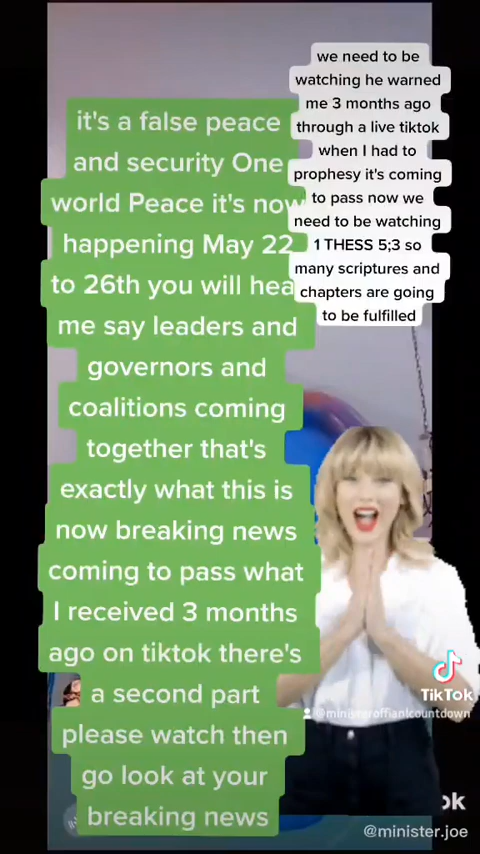 we need to be
watching he warned
me 3 months ago
through a live tiktok
when I had to
prophesy it's coming
to pass now we
need to be watching
1 THESS 5;3 so
many scriptures and
chapters are going
to be fulfilled
it's a false peace
and security One
world Peace it's now
happening May 22
to 26th you will hea
me say leaders and
governors and
coalitions coming
together that's
exactly what this is
now breaking news
coming to pass what
I received 3 months
ago on tiktok there's
a second part
please watch then
go look at your
breaking news
TikTok
ok
@minister.joe